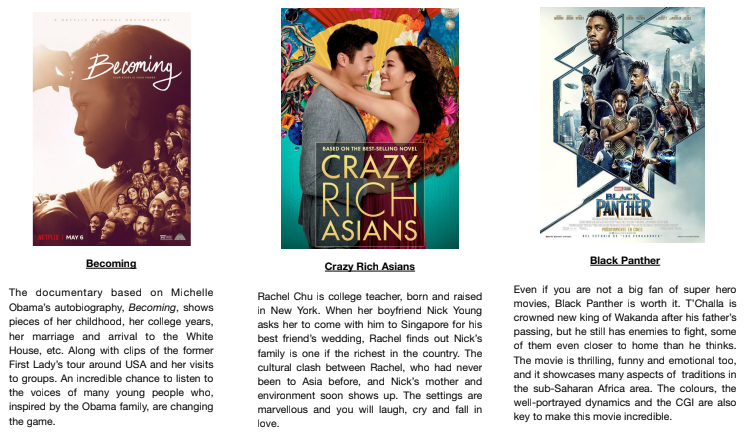 A NETFLIX ORIGINAL DOCUMENTARY
Becoming
NETFLIX | MAY 6
Becoming
The documentary based on Michelle
Obama's autobiography, Becoming, shows
pieces of her childhood, her college years,
her marriage and arrival to the White
House, etc. Along with clips of the former
First Lady's tour around USA and her visits
to groups. An incredible chance to listen to
the voices of many young people who,
inspired by the Obama family, are changing
the game.
BASED ON THE BEST-SELLING NOVEL
CRAZY
RICH
ASIANS
Crazy Rich Asians
Rachel Chu is college teacher, born and raised
in New York. When her boyfriend Nick Young
asks her to come with him to Singapore for his
best friend's wedding, Rachel finds out Nick's
family is one if the richest in the country. The
cultural clash between Rachel, who had never
been to Asia before, and Nick's mother and
environment soon shows up. The settings are
marvellous and you will laugh, cry and fall in
love.
MARVEL STUDIOS
BLACK
PANTHER
PRÓXIMAMENTE EN CINES
Black Panther
Even if you are not a big fan of super hero
movies, Black Panther is worth it. T'Challa is
crowned new king of Wakanda after his father's
passing, but he still has enemies to fight, some
of them even closer to home than he thinks.
The movie is thrilling, funny and emotional too,
and it showcases many aspects of traditions in
the sub-Saharan Africa area. The colours, the
well-portrayed dynamics and the CGI are also
key to make this movie incredible.